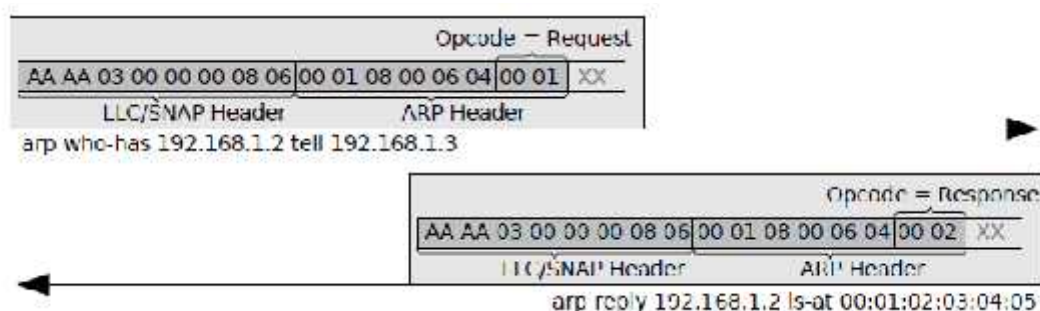 Opcode = Request
AA AA 03 00 00 00 08 06 00 01 08 00 06 04 00 01 XX
LLC/SNAP Header ARP Header
arp who-has 192.168.1.2 tell 192.168.1.3
Opcode = Response
AA AA 03 00 00 00 08 06 00 01 08 00 06 04 00 02 XX
LLC/SNAP Header ARP Header
arp reply 192.168.1.2 is-at 00:01:02:03:04:05